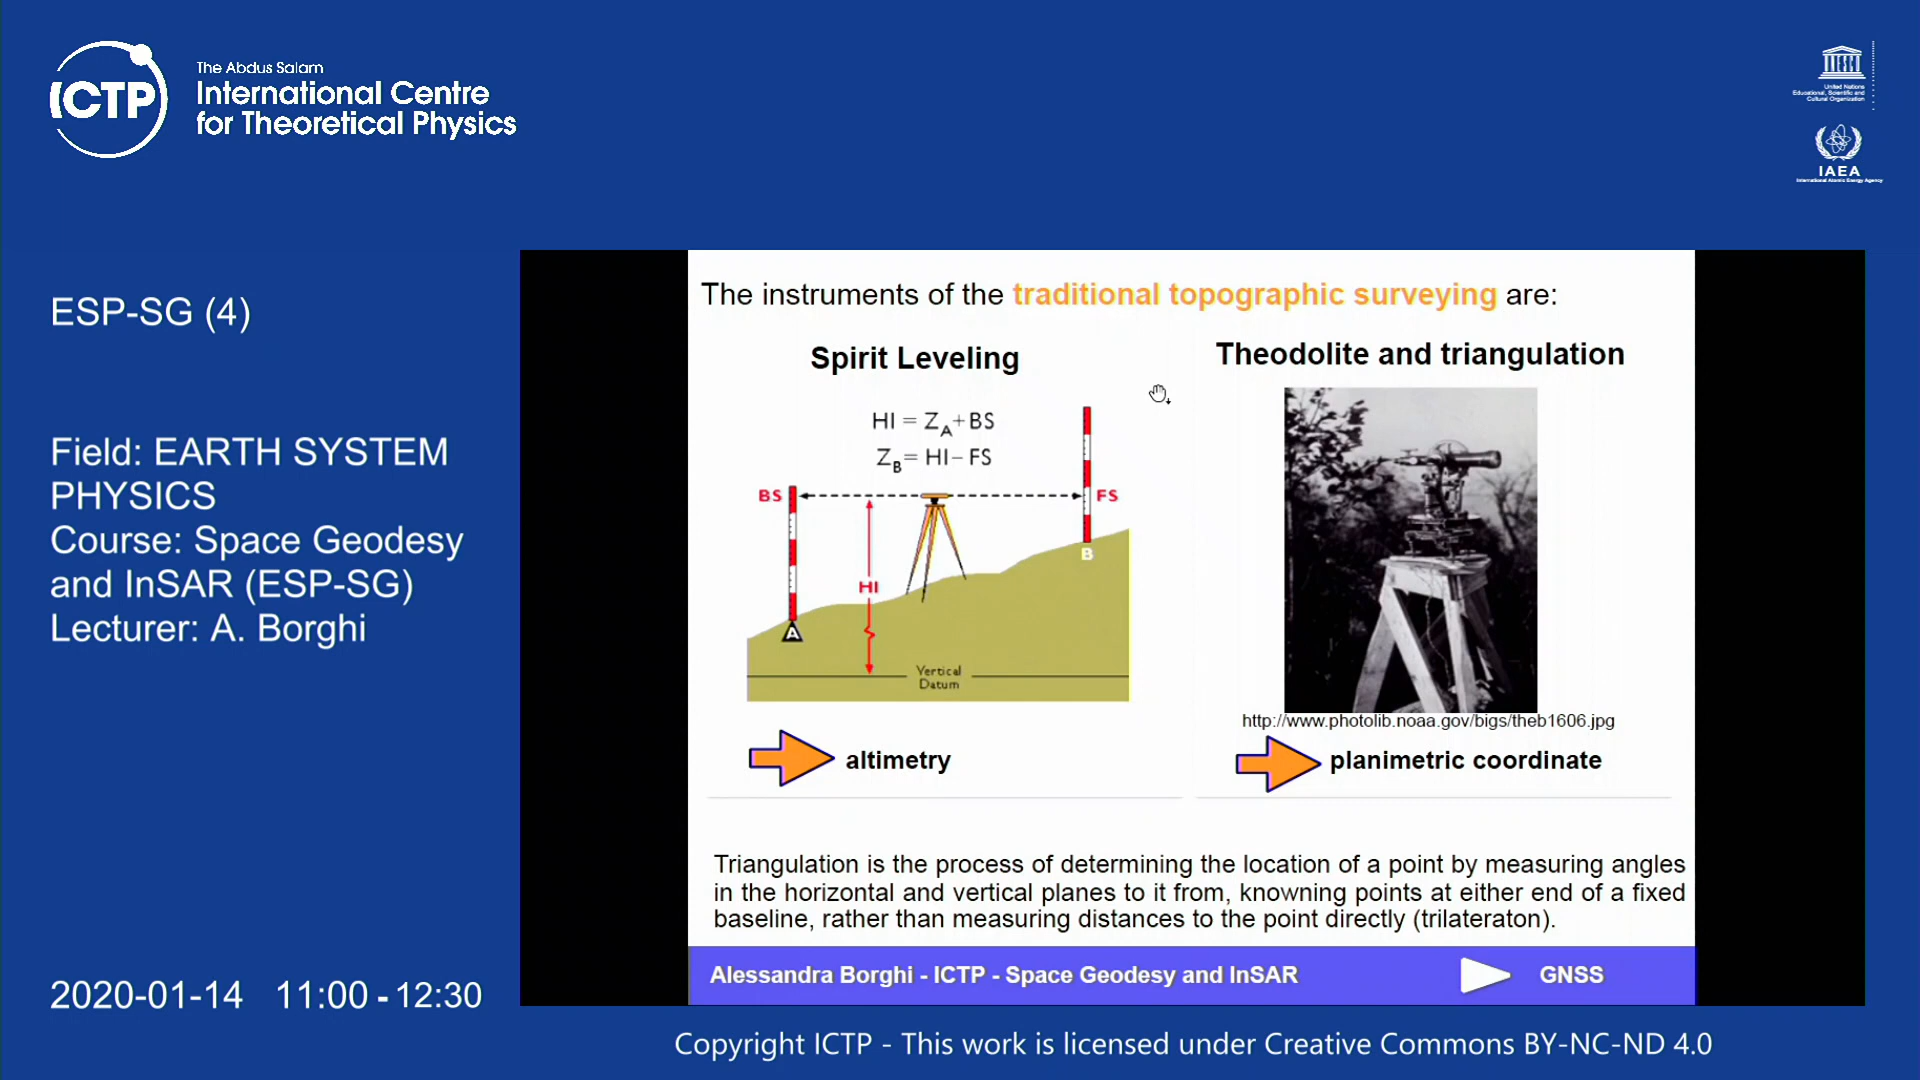 ICTP
The Abdus Salam
International Centre
for Theoretical Physics
United Nations
Educational, Scientific and
Cultural Organization
IAEA
International Atomic Energy Agency
ESP-SG (4)
Field: EARTH SYSTEM
PHYSICS
Course: Space Geodesy
and InSAR (ESP-SG)
Lecturer: A. Borghi
2020-01-14 11:00 - 12:30
The instruments of the traditional topographic surveying are:
Spirit Leveling
HI = ZA + BS
ZB = HI – FS
BS
FS
HI
A
B
Vertical
Datum
altimetry
Theodolite and triangulation
http://www.photolib.noaa.gov/bigs/theb1606.jpg
planimetric coordinate
Triangulation is the process of determining the location of a point by measuring angles
in the horizontal and vertical planes to it from, knowning points at either end of a fixed
baseline, rather than measuring distances to the point directly (trilateraton).
Alessandra Borghi - ICTP - Space Geodesy and InSAR
GNSS
Copyright ICTP - This work is licensed under Creative Commons BY-NC-ND 4.0